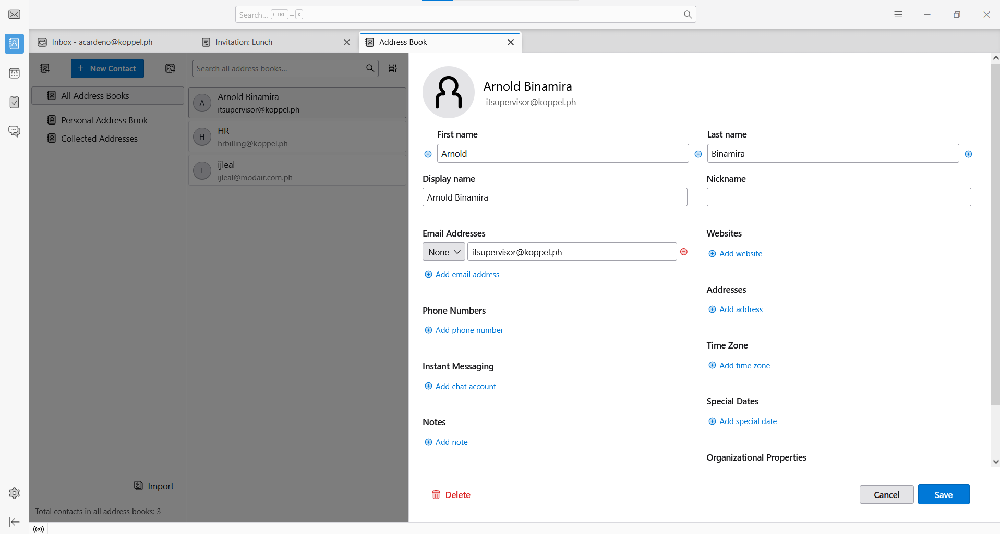 Search... CTRL + K
Inbox - acardeno@koppel.ph
Invitation: Lunch
Address Book
New Contact
Search all address books...
All Address Books
Personal Address Book
Collected Addresses
Import
Total contacts in all address books: 3
A
Arnold Binamira
itsupervisor@koppel.ph
H
HR
hrbilling@koppel.ph
I
ijleal
ijleal@modair.com.ph
Arnold Binamira
itsupervisor@koppel.ph
First name
Last name
Arnold
Binamira
Display name
Nickname
Arnold Binamira
Email Addresses
None
itsupervisor@koppel.ph
Add email address
Phone Numbers
Add phone number
Instant Messaging
Add chat account
Notes
Add note
Websites
Add website
Addresses
Add address
Time Zone
Add time zone
Special Dates
Add special date
Organizational Properties
Delete
Cancel
Save